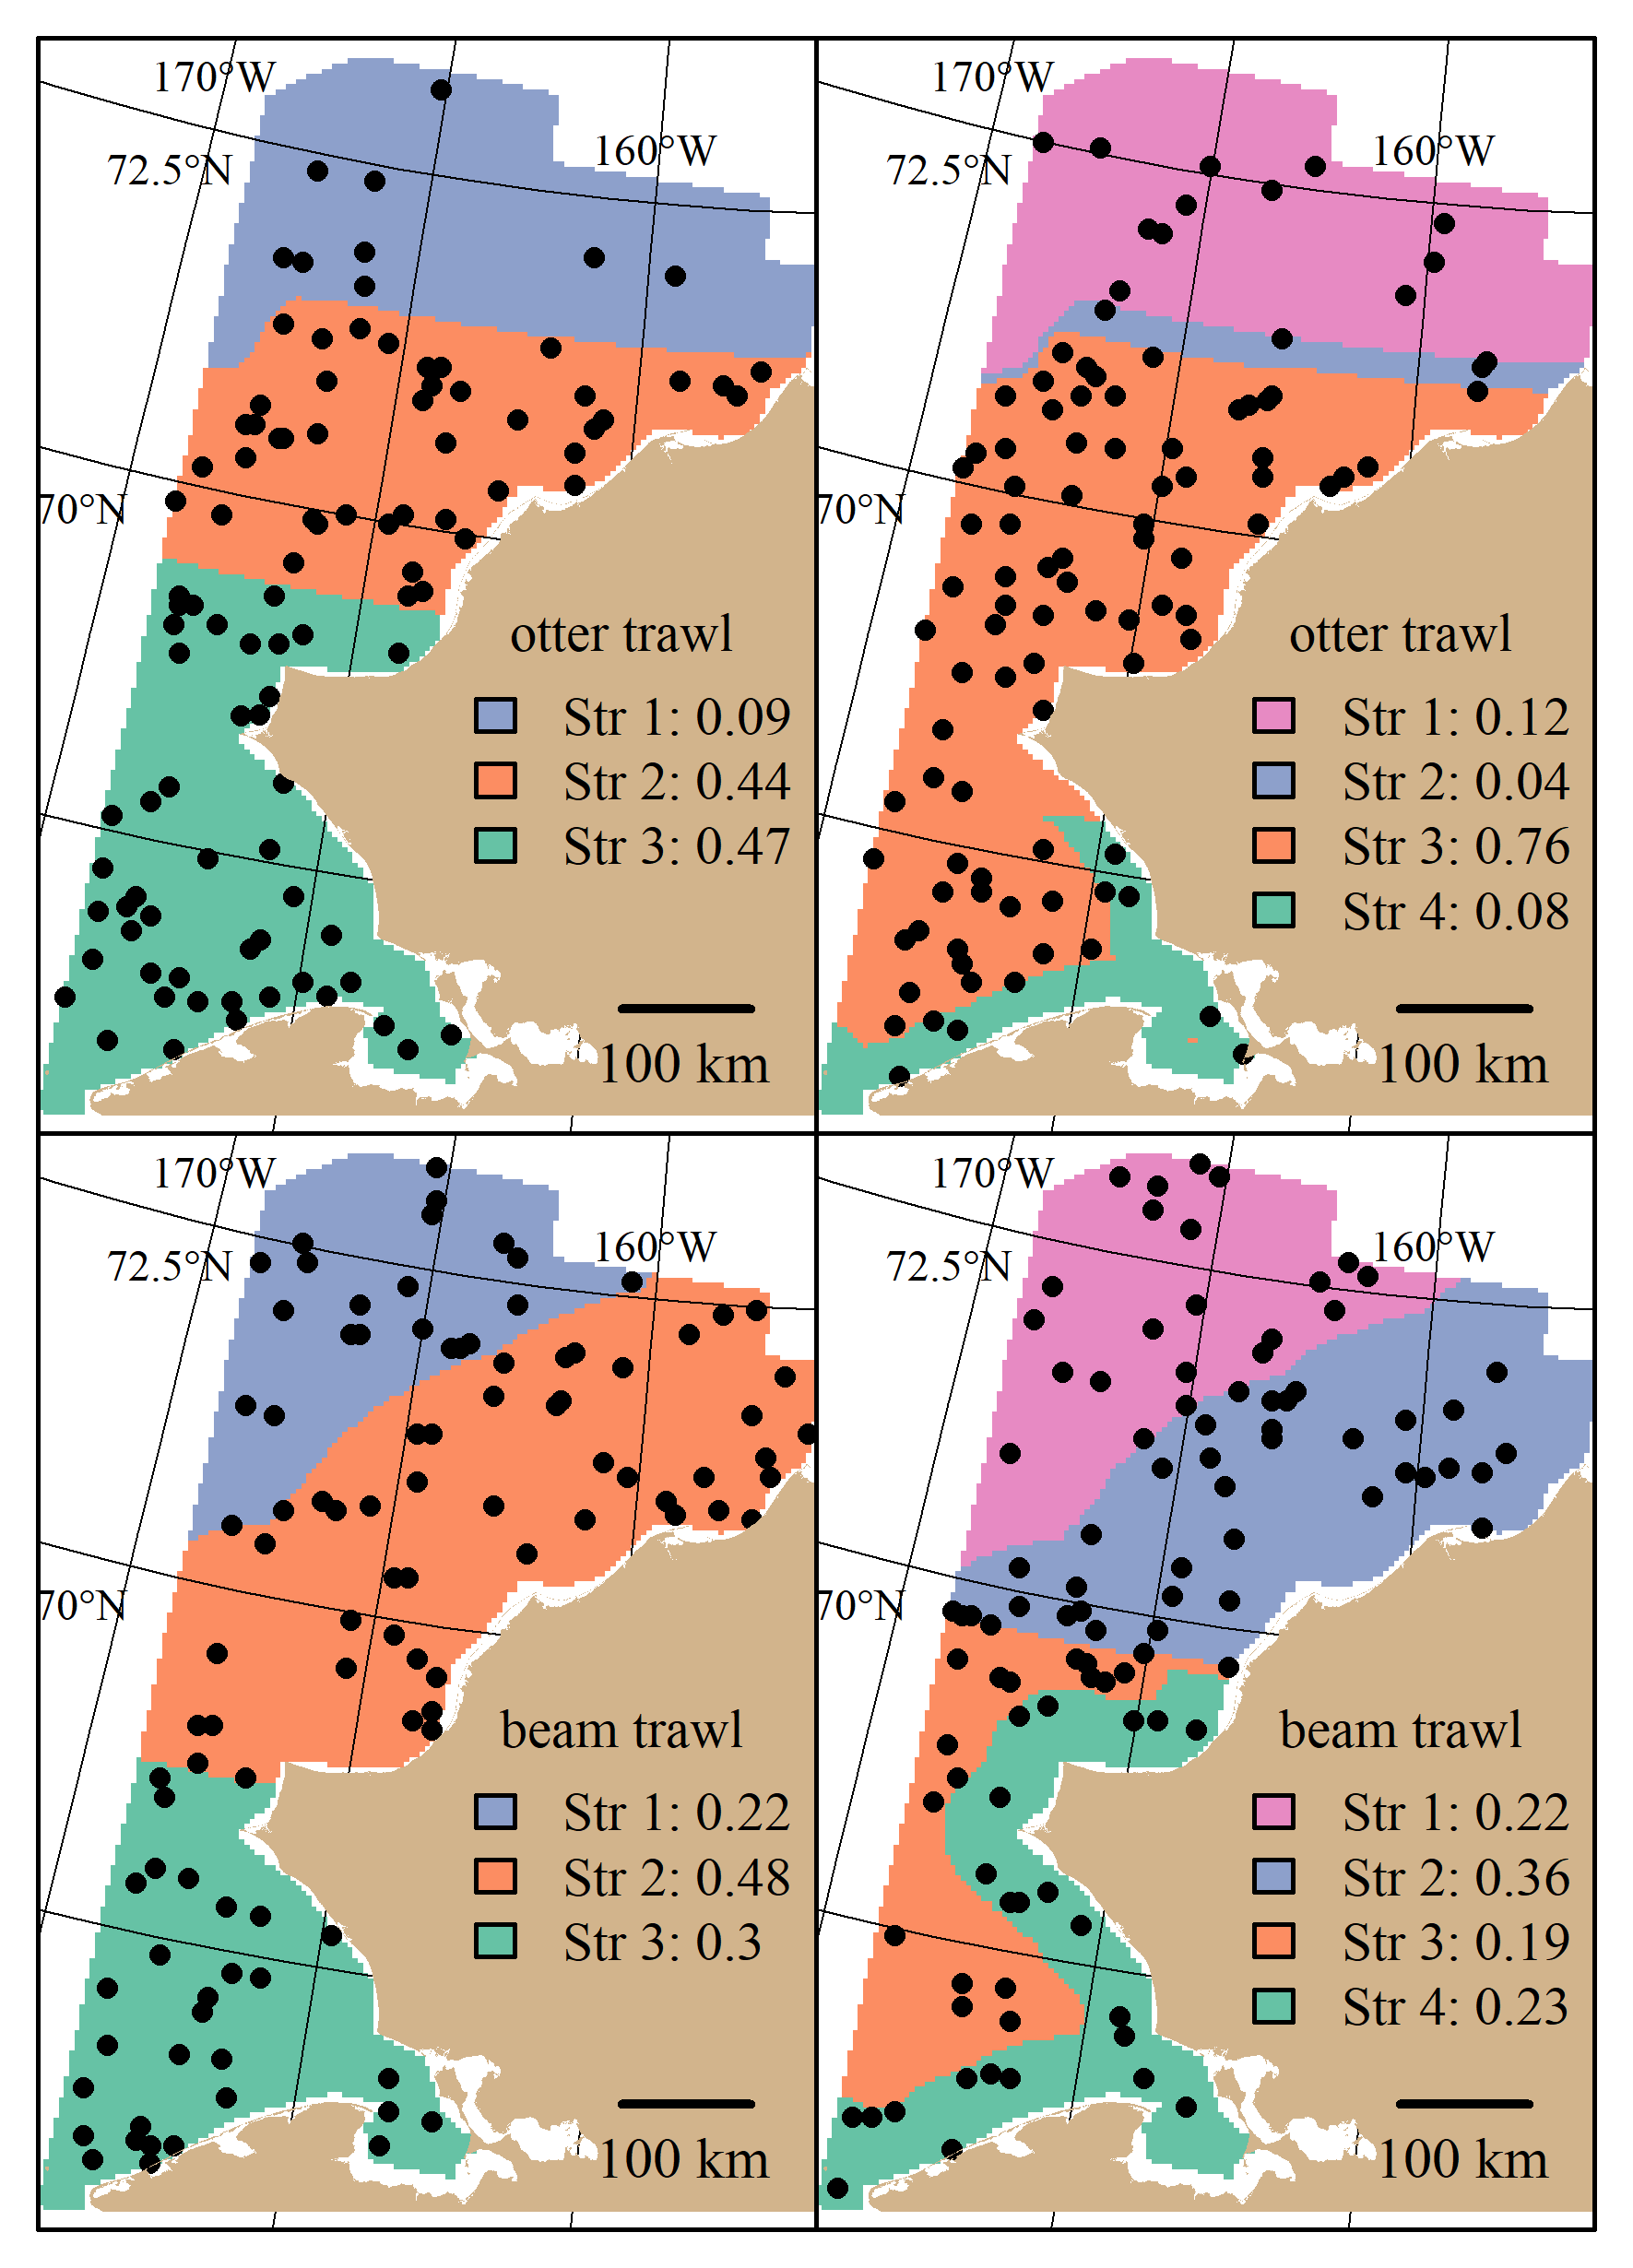 170°W
160°W
72.5°N
70°N
otter trawl
Str 1: 0.09
Str 2: 0.44
Str 3: 0.47
100 km
170°W
160°W
72.5°N
70°N
otter trawl
Str 1: 0.12
Str 2: 0.04
Str 3: 0.76
Str 4: 0.08
100 km
170°W
160°W
72.5°N
70°N
beam trawl
Str 1: 0.22
Str 2: 0.48
Str 3: 0.3
100 km
170°W
160°W
72.5°N
70°N
beam trawl
Str 1: 0.22
Str 2: 0.36
Str 3: 0.19
Str 4: 0.23
100 km